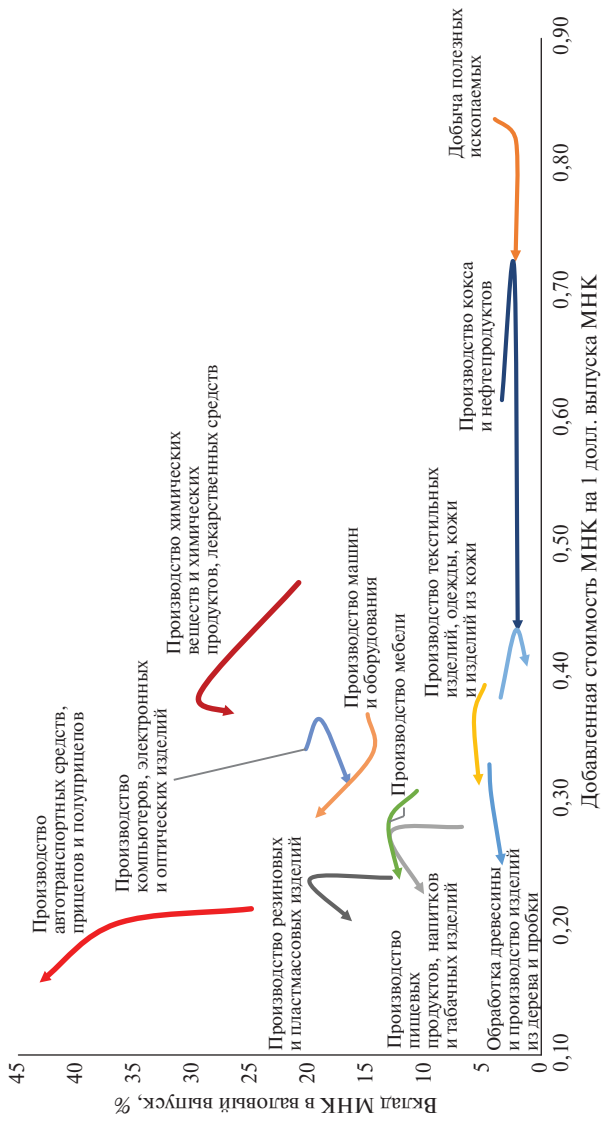 Вклад МНК в валовый выпуск, %
45
40
35
30
25
20
15
10
5
0
Производство
автотранспортных средств,
прицепов и полуприцепов
Производство
компьютеров, электронных
и оптических изделий
Производство химических
веществ и химических
продуктов, лекарственных средств
Производство резиновых
и пластмассовых изделий
Производство машин
и оборудования
Производство мебели
Производство
пищевых
продуктов, напитков
и табачных изделий
Производство текстильных
изделий, одежды, кожи
и изделий из кожи
Производство кокса
и нефтепродуктов
Добыча полезных
ископаемых
Обработка древесины
и производство изделий
из дерева и пробки
0,10
0,20
0,30
0,40
0,50
0,60
0,70
0,80
0,90
Добавленная стоимость МНК на 1 долл. выпуска МНК